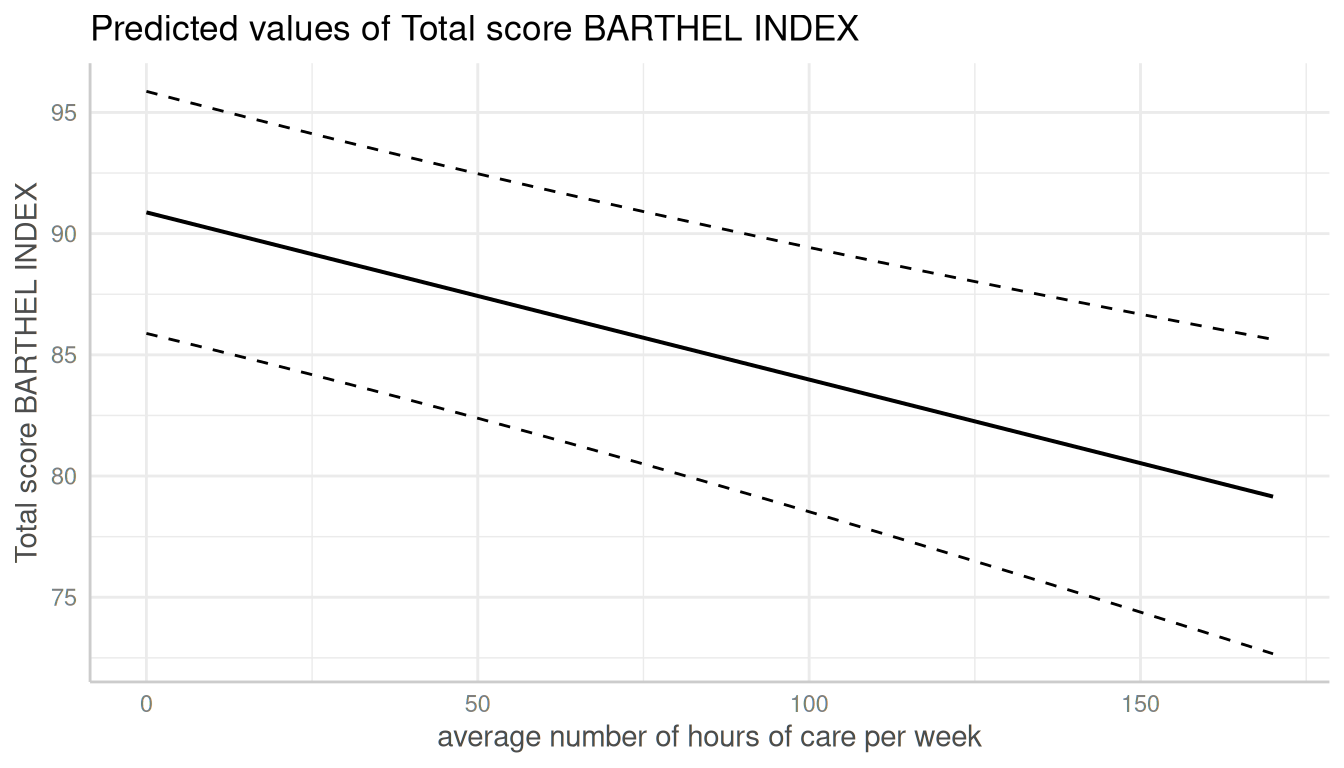 Predicted values of Total score BARTHEL INDEX
Total score BARTHEL INDEX
95
90
85
80
75
0 50 100 150
average number of hours of care per week